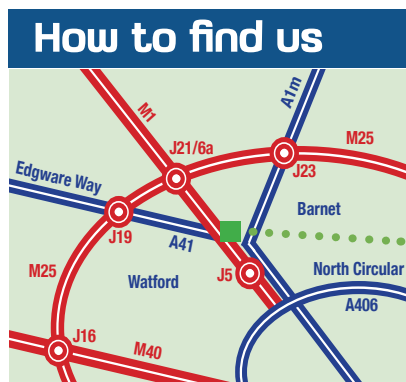 How to find us
M1
A1m
J21/6a
M25
J23
Edgware Way
Barnet
J19
A41
M25
Watford
J5
North Circular
A406
J16
M40